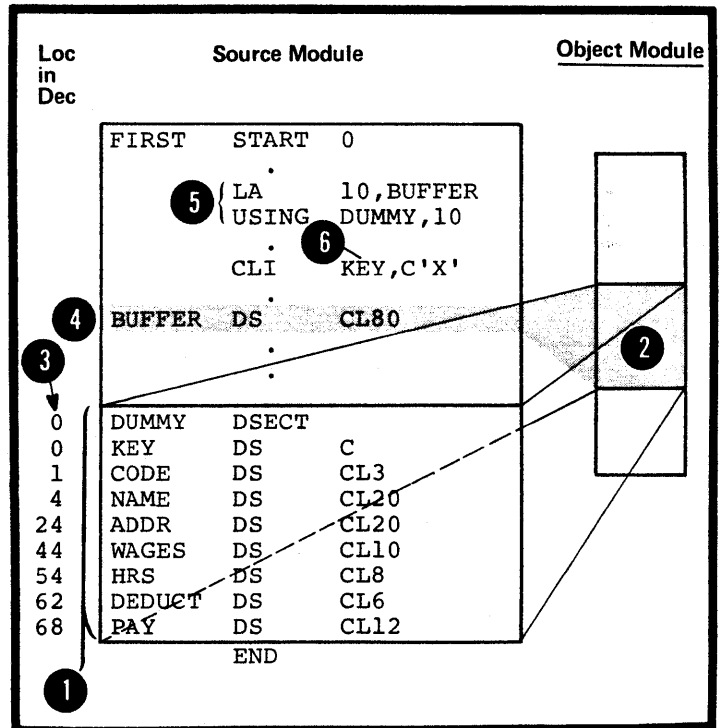 Loc in Dec    Source Module    Object Module
FIRST START 0
.
5 LA 10,BUFFER
USING DUMMY,10
.
6
CLI KEY,C'X'
.
4 BUFFER DS CL80
2
3
.
.
0 DUMMY DSECT
0 KEY DS C
1 CODE DS CL3
4 NAME DS CL20
24 ADDR DS CL20
44 WAGES DS CL10
54 HRS DS CL8
62 DEDUCT DS CL6
68 PAY DS CL12
END
1